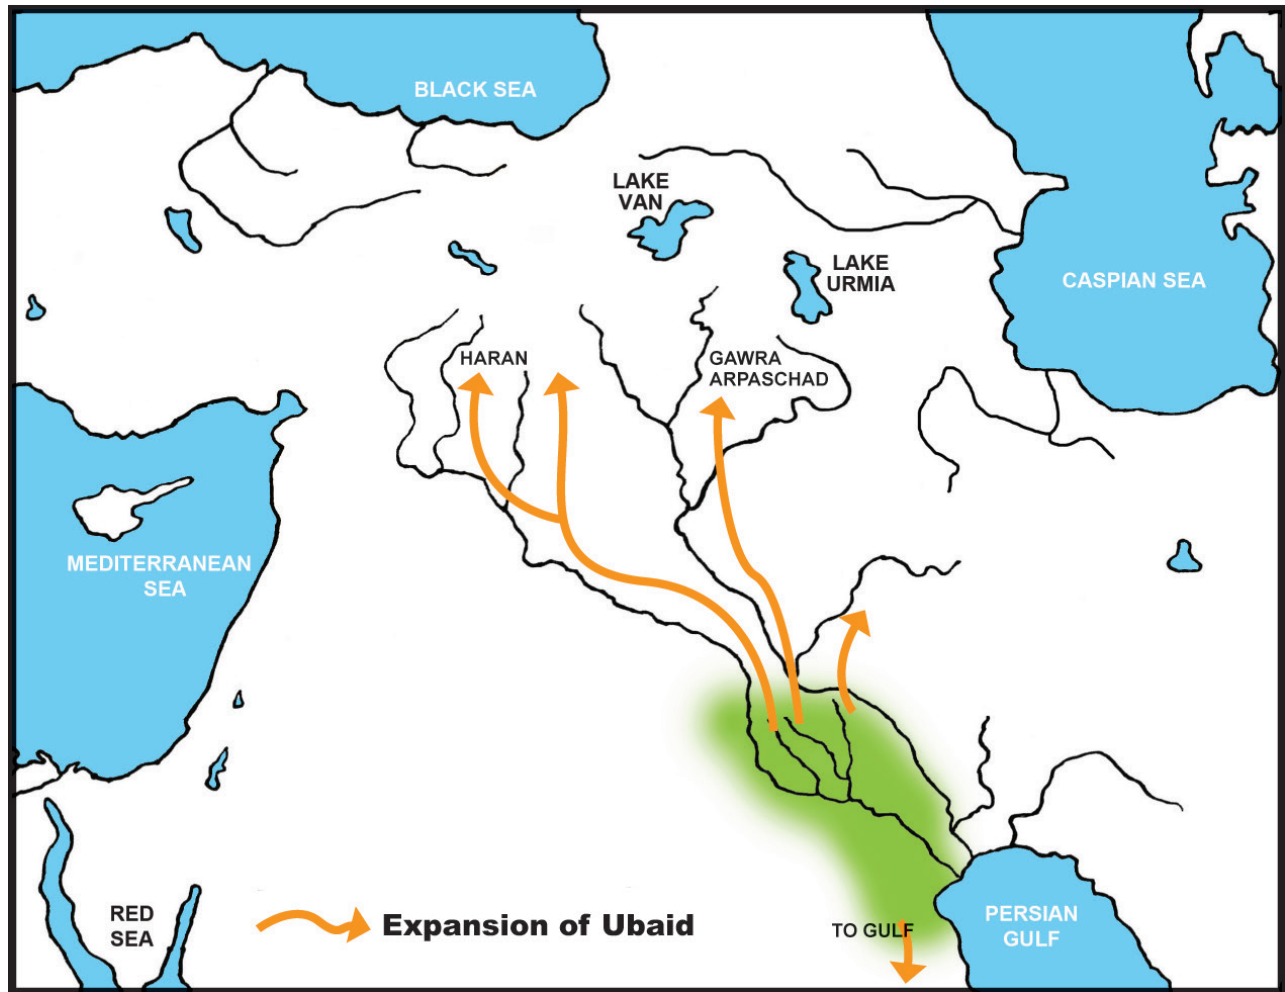 BLACK SEA
LAKE
VAN
LAKE
URMIA
CASPIAN SEA
HARAN
GAWRA
ARPASCHAD
MEDITERRANEAN
SEA
RED
SEA
Expansion of Ubaid
TO GULF
PERSIAN
GULF